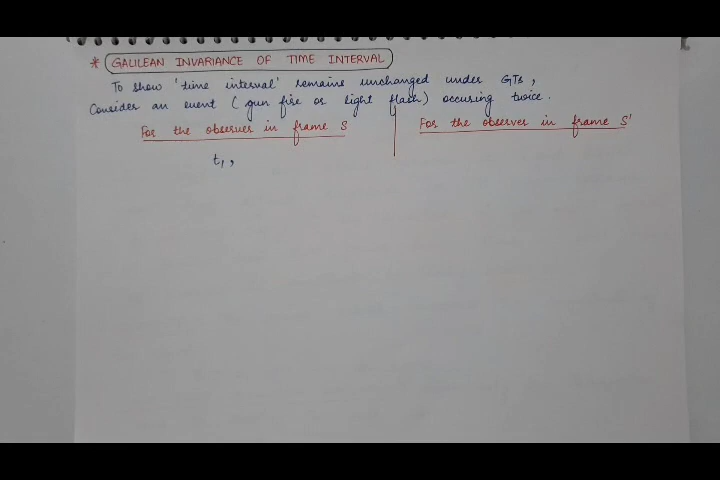 * GALILEAN INVARIANCE OF TIME INTERVAL
To show 'time interval' remains unchanged under GTs,
Consider an event (gun fire or light flash) occuring twice.
For the observer in frame S
For the observer in frame S'
t₁,